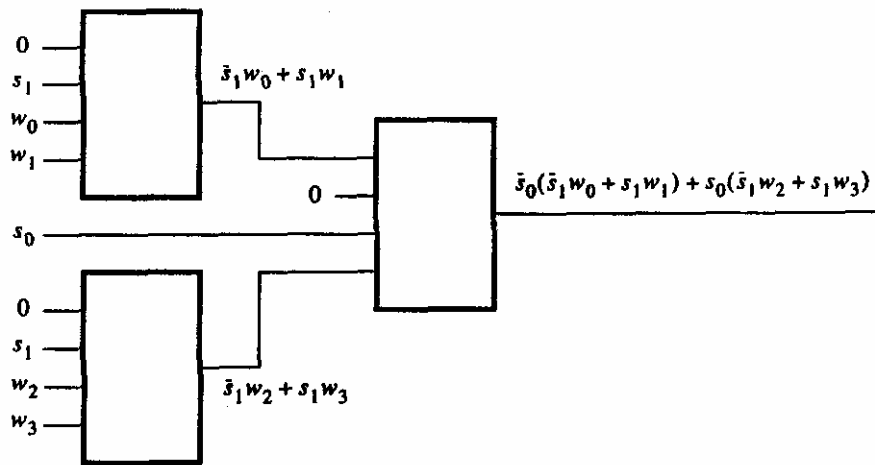 0
s₁
w₀
w₁
s̄₁w₀ + s₁w₁
0
s₀
s̄₀(s̄₁w₀ + s₁w₁) + s₀(s̄₁w₂ + s₁w₃)
0
s₁
w₂
w₃
s̄₁w₂ + s₁w₃